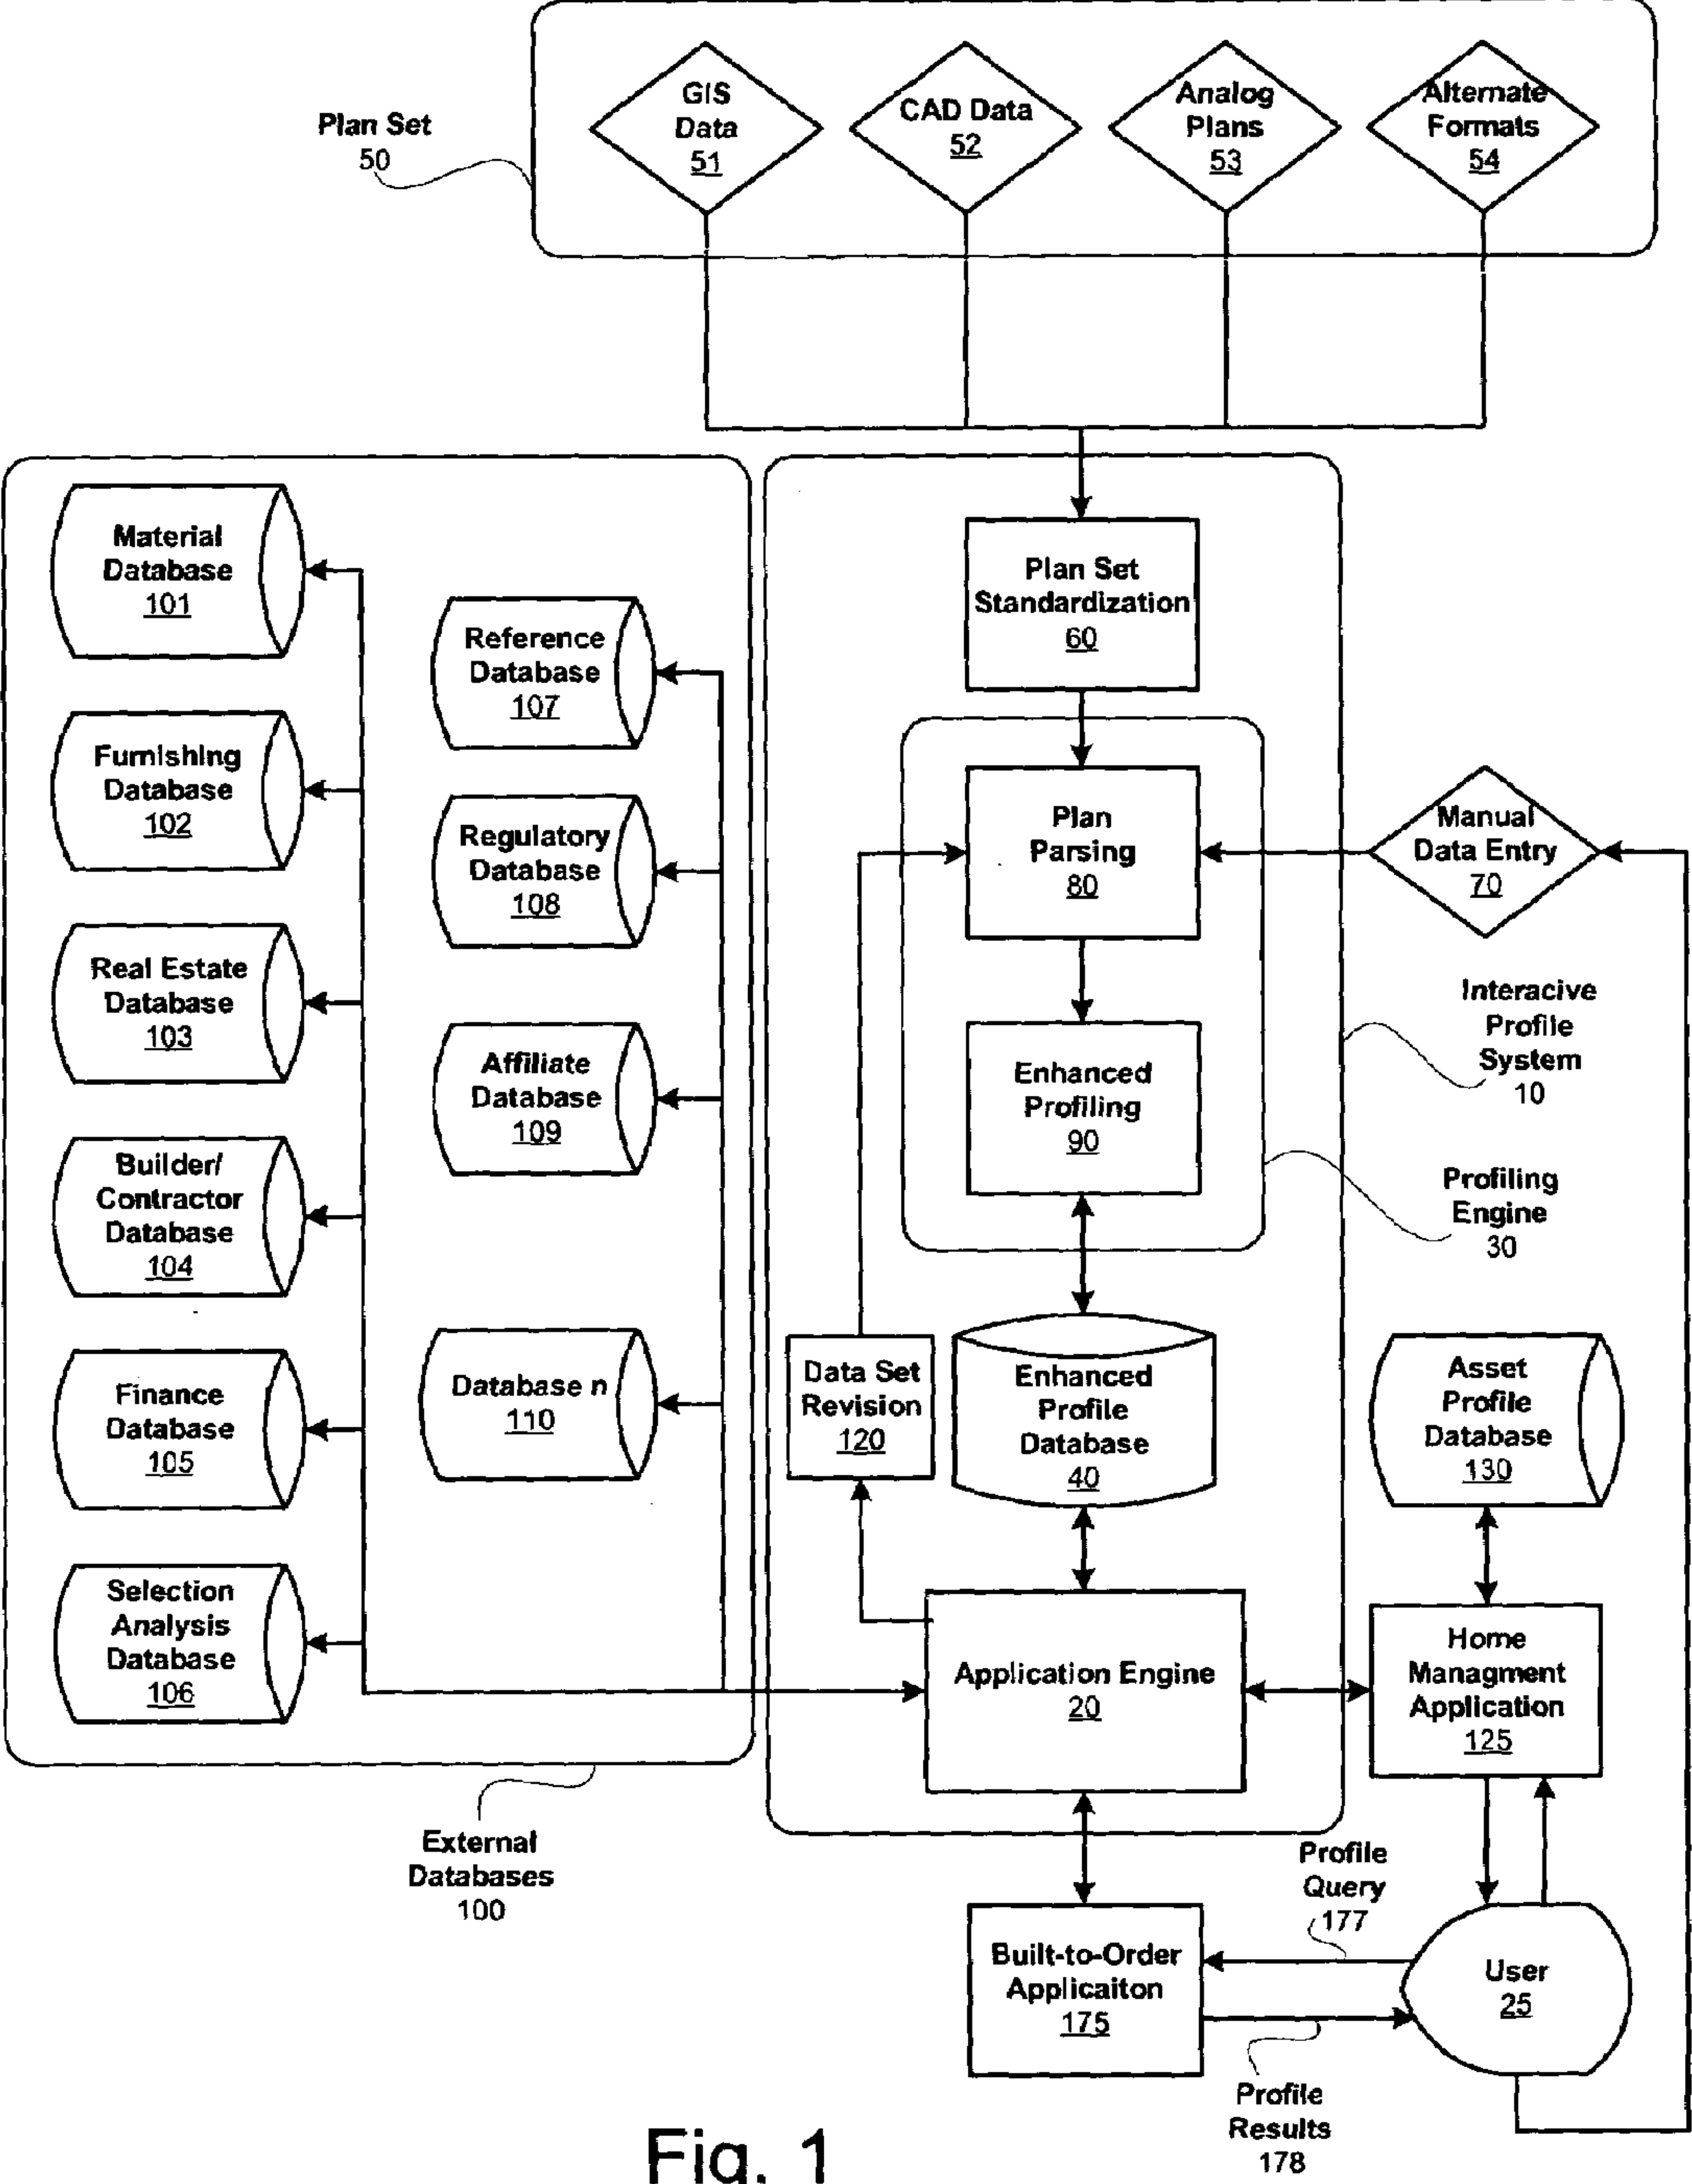 Plan Set
50
GIS
Data
51
CAD Data
52
Analog
Plans
53
Alternate
Formats
54
Material
Database
101
Furnishing
Database
102
Real Estate
Database
103
Builder/
Contractor
Database
104
Finance
Database
105
Selection
Analysis
Database
106
Reference
Database
107
Regulatory
Database
108
Affiliate
Database
109
Database n
110
External
Databases
100
Plan Set
Standardization
60
Plan
Parsing
80
Enhanced
Profiling
90
Data Set
Revision
120
Enhanced
Profile
Database
40
Application Engine
20
Manual
Data Entry
70
Interacive
Profile
System
10
Profiling
Engine
30
Asset
Profile
Database
130
Home
Managment
Application
125
Profile
Query
177
Built-to-Order
Applicaiton
175
User
25
Profile
Results
178
Fig. 1